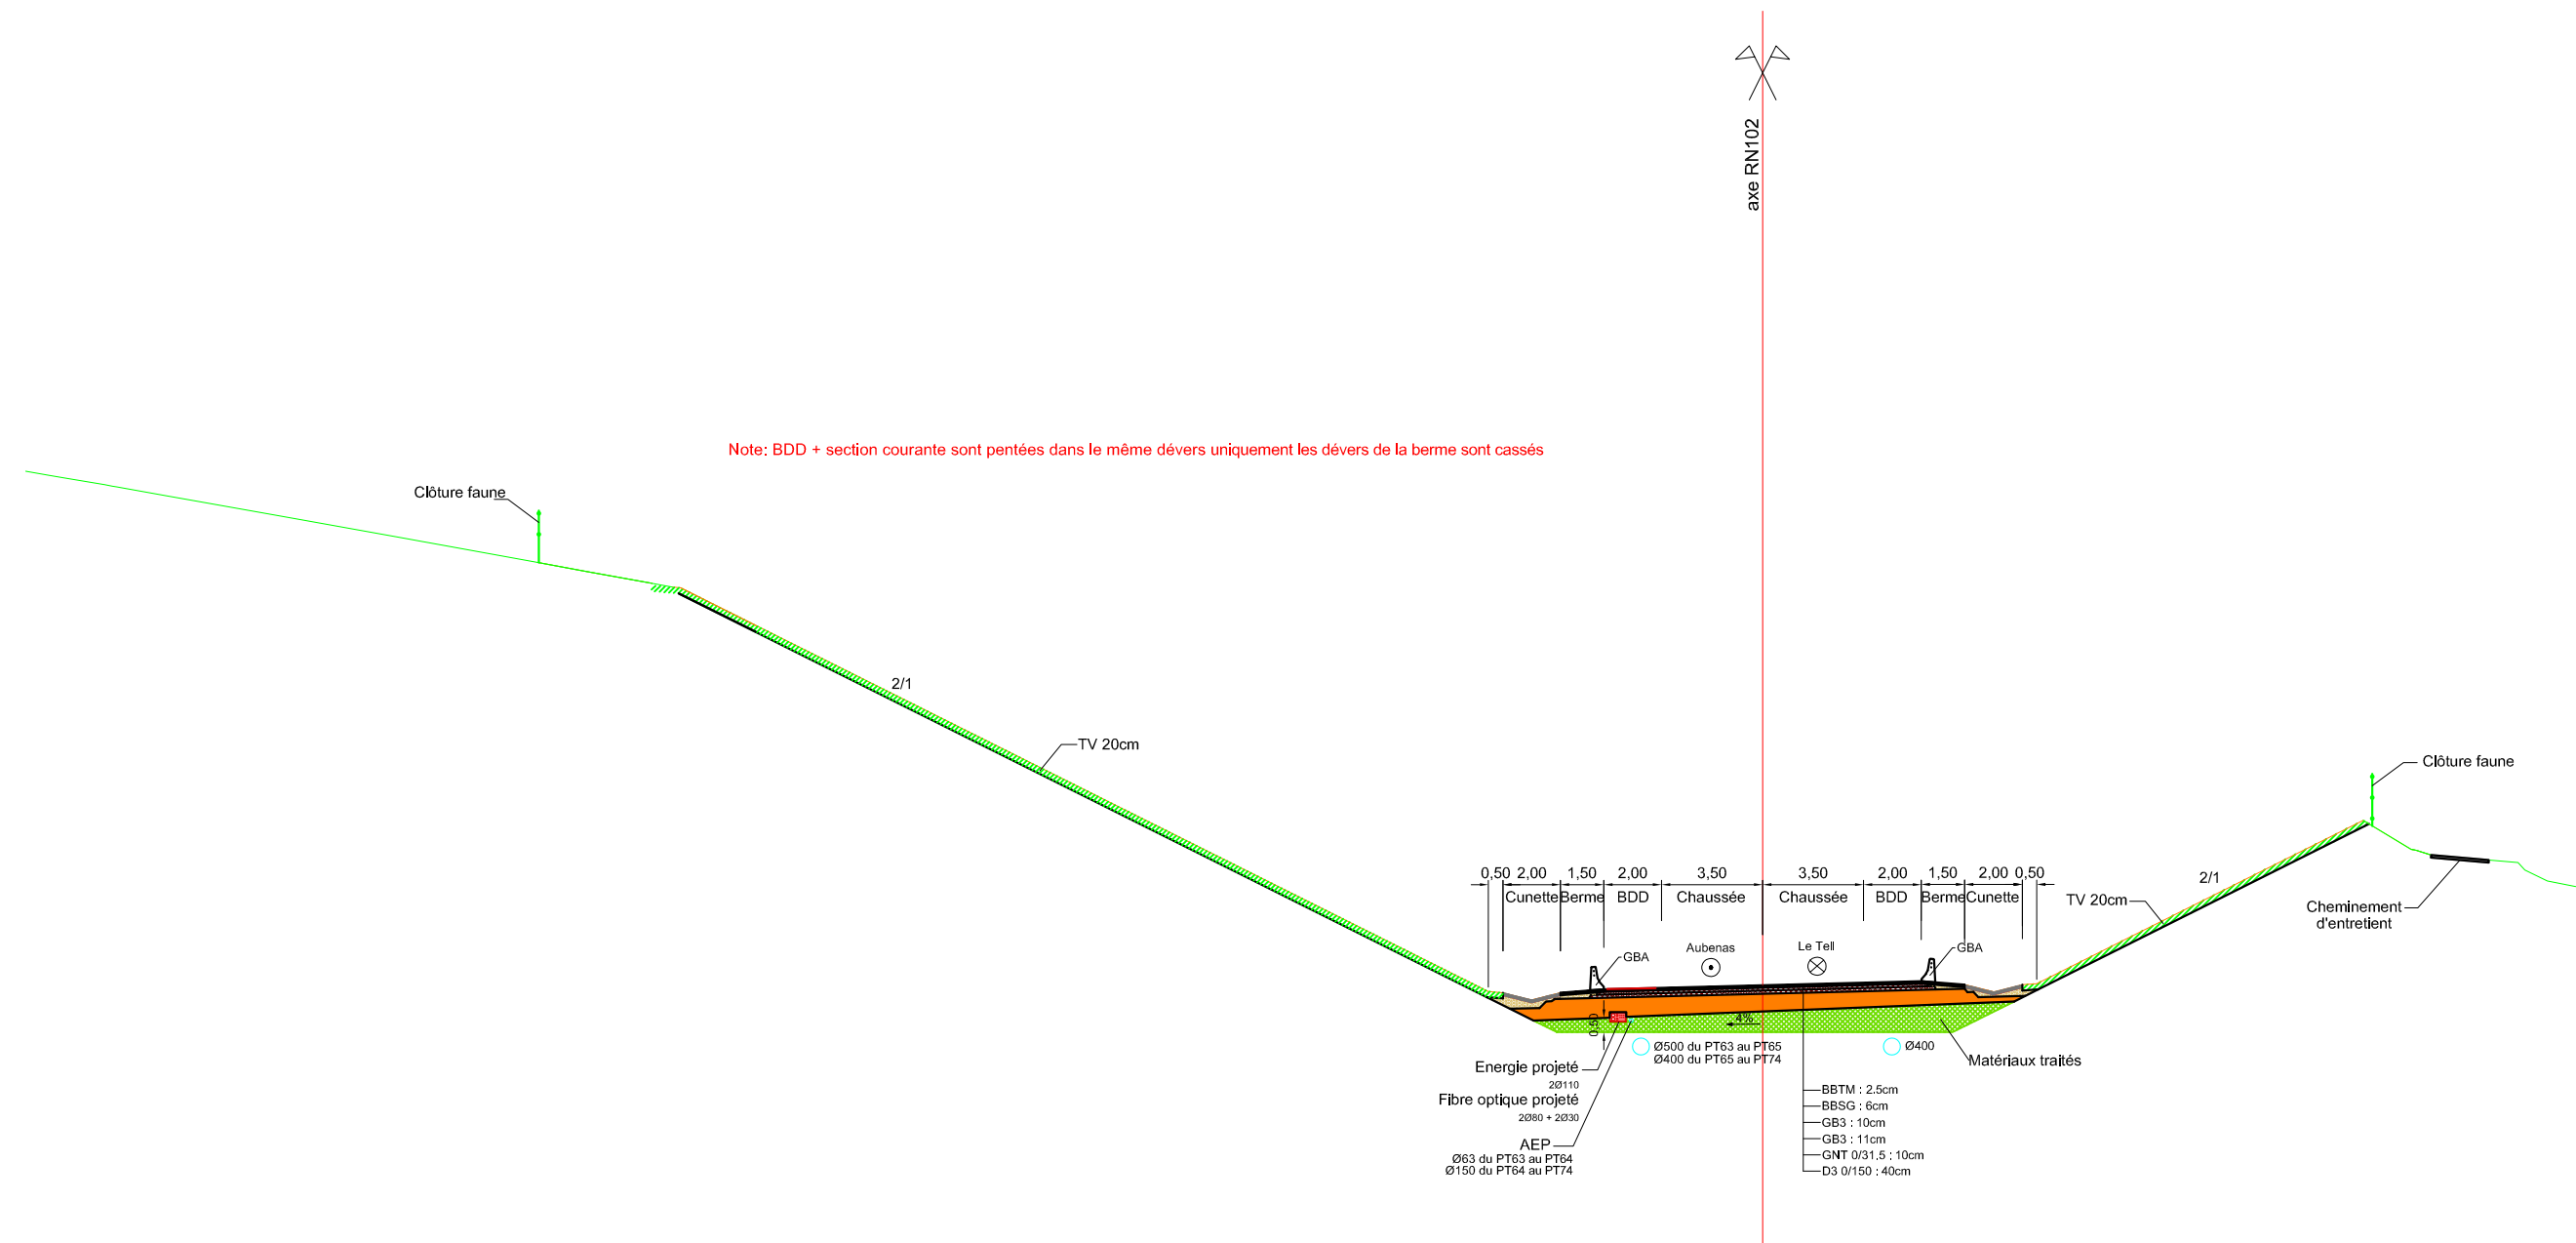 axe RN102
Note: BDD + section courante sont pentées dans le même dévers uniquement les dévers de la berme sont cassés
Clôture faune
2/1
TV 20cm
Clôture faune
0,50 2,00 1,50 2,00 3,50 3,50 2,00 1,50 2,00 0,50
Cunette Berme BDD Chaussée Chaussée BDD Berme Cunette
2/1
TV 20cm
Cheminement
d'entretient
GBA
Aubenas
Le Tell
GBA
0,50
4%
Ø500 du PT63 au PT65
Ø400 du PT65 au PT74
Ø400
Matériaux traités
Energie projeté
2Ø110
Fibre optique projeté
2Ø80 + 2Ø30
AEP
Ø63 du PT63 au PT64
Ø150 du PT64 au PT74
BBTM : 2.5cm
BBSG : 6cm
GB3 : 10cm
GB3 : 11cm
GNT 0/31.5 : 10cm
D3 0/150 : 40cm